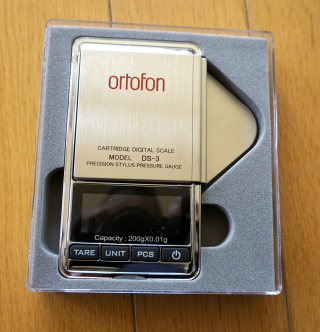 ortofon
CARTRIDGE DIGITAL SCALE
MODEL DS-3
PRECISION STYLUS PRESSURE GAUGE
Capacity : 200gX0.01g
TARE UNIT PCS